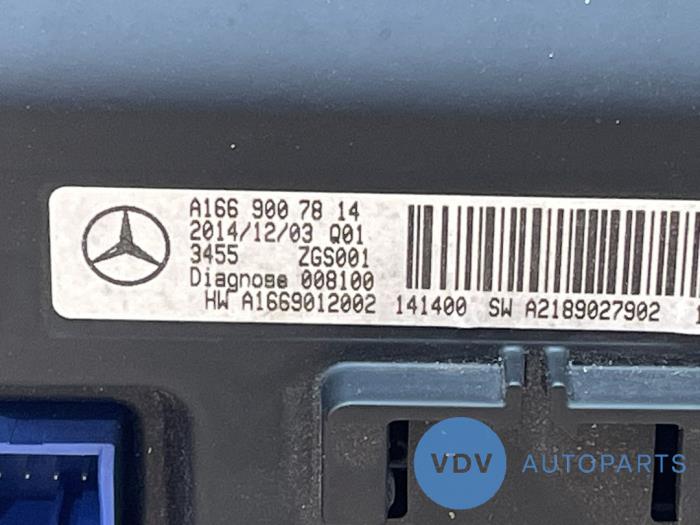 A166 900 78 14
2014/12/03 Q01
3455 ZGS001
Diagnose 008100
HW A1669012002 141400 SW A2189027902
VDV AUTOPARTS